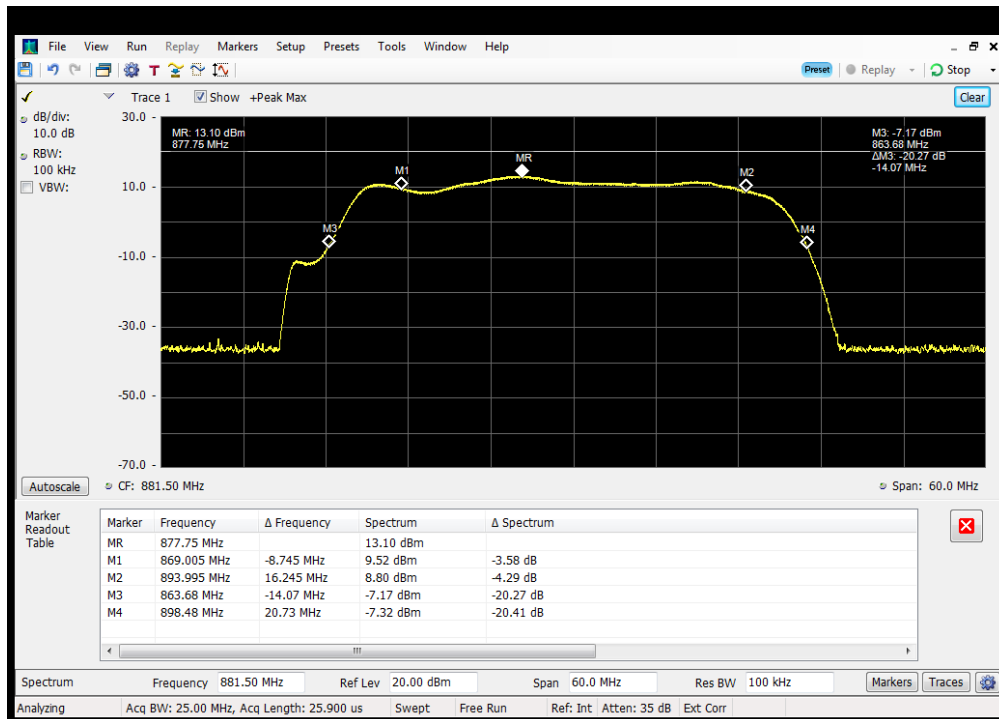 File View Run Replay Markers Setup Presets Tools Window Help
Preset Replay Stop
Trace 1 Show +Peak Max Clear
dB/div:
10.0 dB
RBW:
100 kHz
VBW:
30.0 -
10.0 -
-10.0 -
-30.0 -
-50.0 -
-70.0 -
MR: 13.10 dBm
877.75 MHz
M3: -7.17 dBm
863.68 MHz
ΔM3: -20.27 dB
-14.07 MHz
M3
M1
MR
M2
M4
Autoscale CF: 881.50 MHz Span: 60.0 MHz
Marker
Readout
Table
Marker Frequency Δ Frequency Spectrum Δ Spectrum
MR 877.75 MHz 13.10 dBm
M1 869.005 MHz -8.745 MHz 9.52 dBm -3.58 dB
M2 893.995 MHz 16.245 MHz 8.80 dBm -4.29 dB
M3 863.68 MHz -14.07 MHz -7.17 dBm -20.27 dB
M4 898.48 MHz 20.73 MHz -7.32 dBm -20.41 dB
Spectrum Frequency 881.50 MHz Ref Lev 20.00 dBm Span 60.0 MHz Res BW 100 kHz Markers Traces
Analyzing Acq BW: 25.00 MHz, Acq Length: 25.900 us Swept Free Run Ref: Int Atten: 35 dB Ext Corr